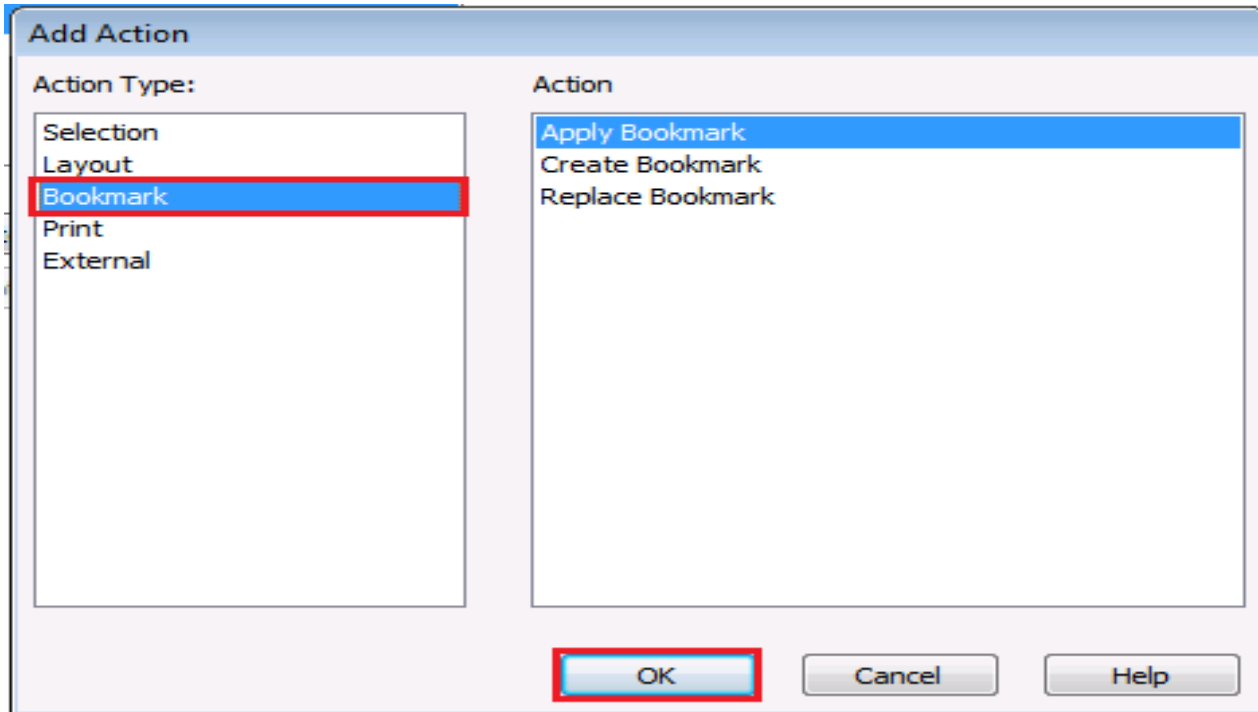 Add Action
Action Type:
Action
Selection
Layout
Bookmark
Print
External
Apply Bookmark
Create Bookmark
Replace Bookmark
OK
Cancel
Help